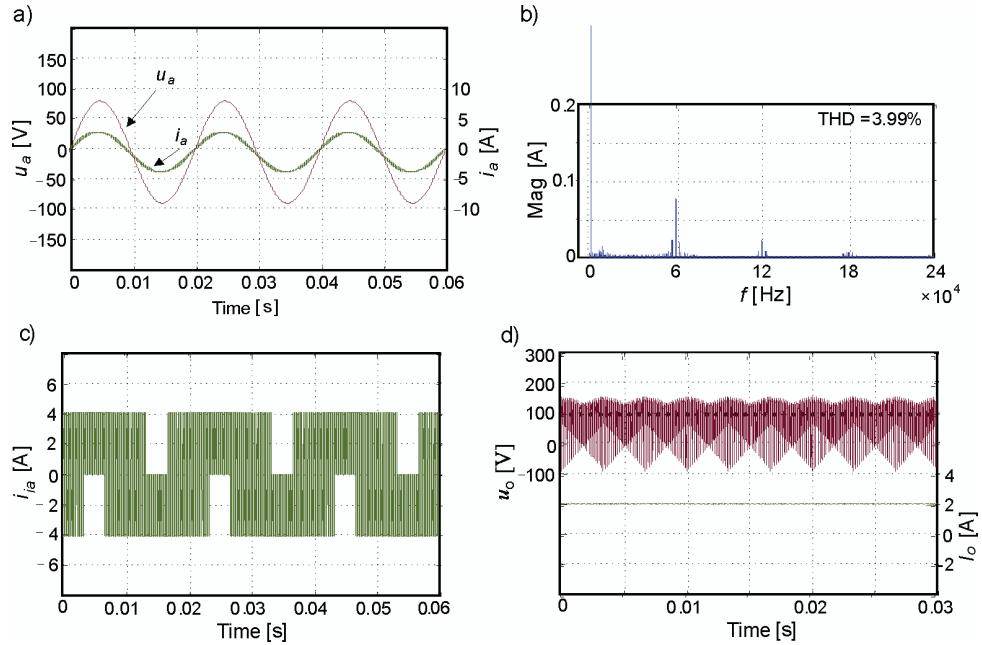 a)
150
100
50
0
−50
−100
−150
u_a [V]
u_a
i_a
10
5
0
−5
−10
i_a [A]
0 0.01 0.02 0.03 0.04 0.05 0.06
Time [s]
b)
THD =3.99%
0.2
0.1
0
Mag [A]
0 6 12 18 24
×10⁴
f [Hz]
c)
6
4
2
0
−2
−4
−6
i_Ia [A]
0 0.01 0.02 0.03 0.04 0.05 0.06
Time [s]
d)
300
200
100
0
−100
u_o [V]
4
2
0
2
I_o [A]
0 0.01 0.02 0.03
Time [s]